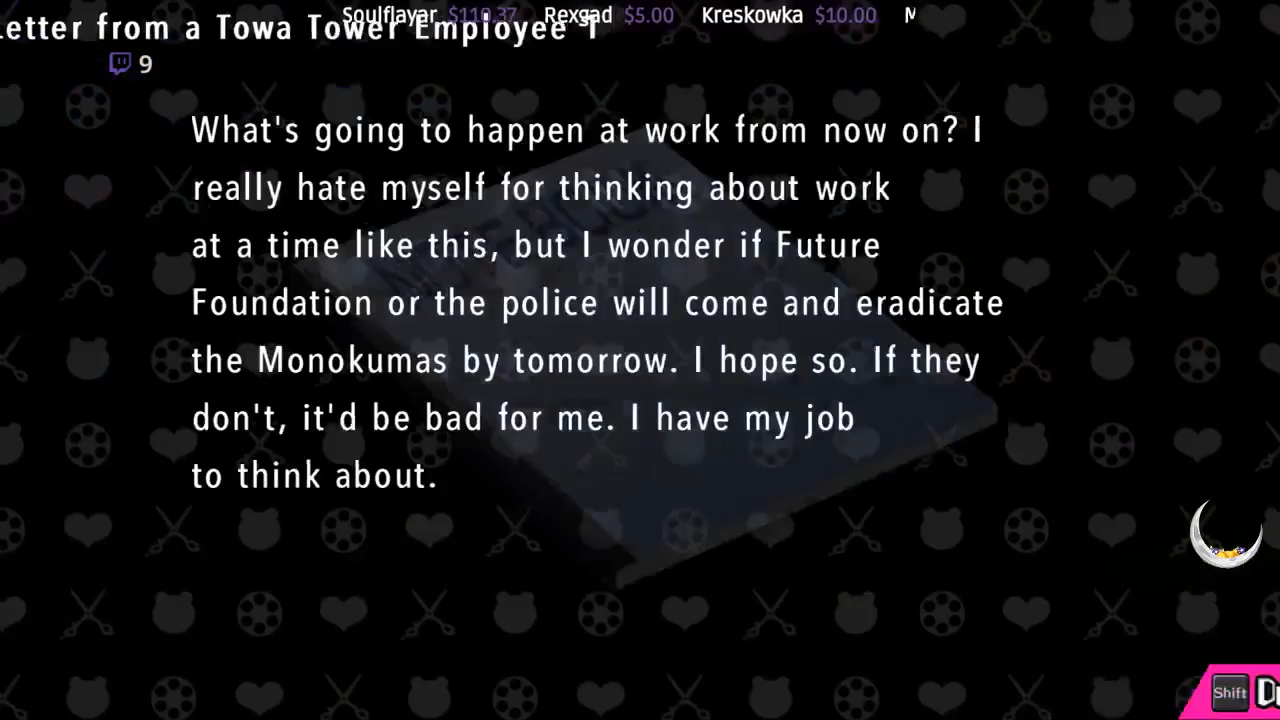 Soulflayar $110.37 Rexgad $5.00 Kreskowka $10.00
etter from a Towa Tower Employee 1
9
What's going to happen at work from now on? I
really hate myself for thinking about work
at a time like this, but I wonder if Future
Foundation or the police will come and eradicate
the Monokumas by tomorrow. I hope so. If they
don't, it'd be bad for me. I have my job
to think about.
Shift